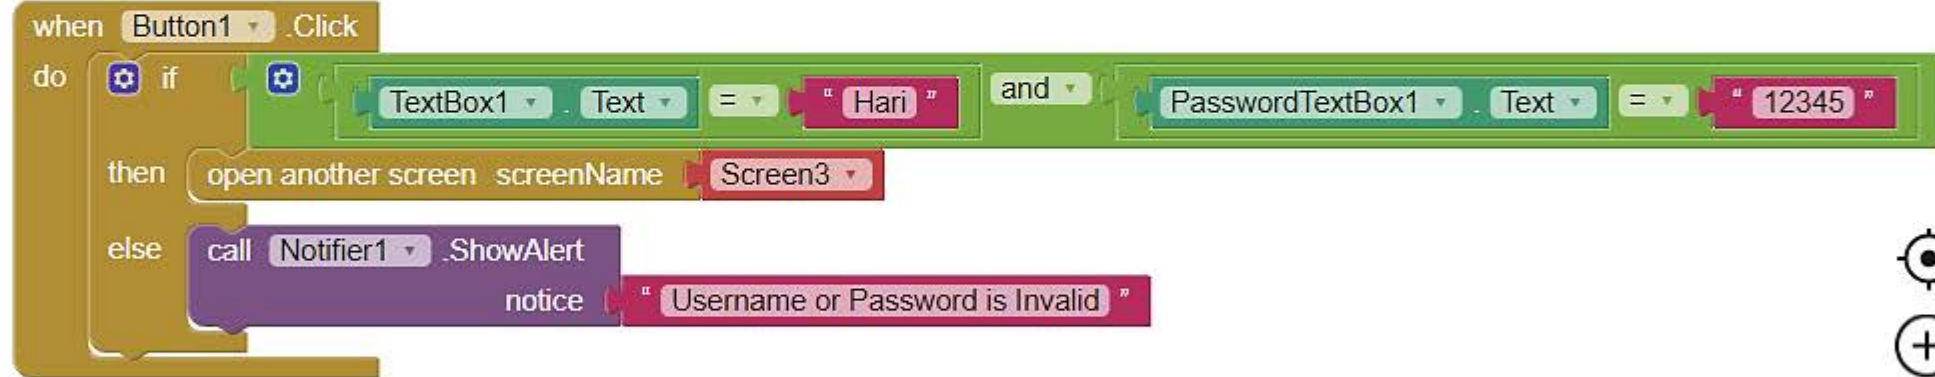 when Button1 .Click
do if TextBox1 . Text = " Hari " and PasswordTextBox1 . Text = " 12345 "
then open another screen screenName Screen3
else call Notifier1 .ShowAlert
notice " Username or Password is Invalid "